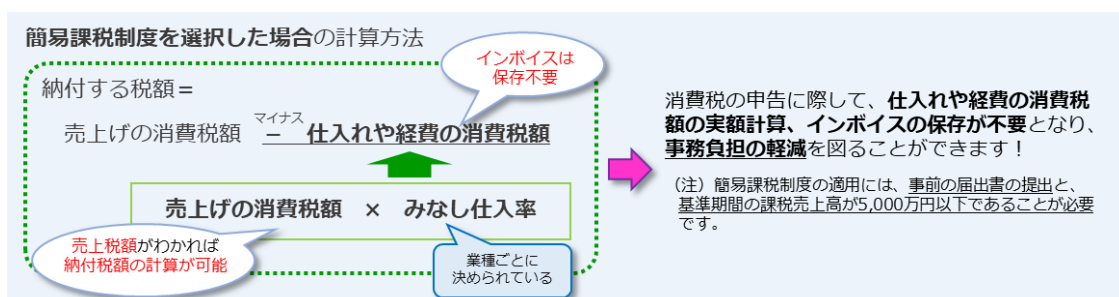 簡易課税制度を選択した場合の計算方法
インボイスは
保存不要
納付する税額＝
マイナス
売上げの消費税額 － 仕入れや経費の消費税額
売上げの消費税額 × みなし仕入率
売上税額がわかれば
納付税額の計算が可能
業種ごとに
決められている
消費税の申告に際して、仕入れや経費の消費税
額の実額計算、インボイスの保存が不要となり、
事務負担の軽減を図ることができます！
（注）簡易課税制度の適用には、事前の届出書の提出と、
基準期間の課税売上高が5,000万円以下であることが必要
です。